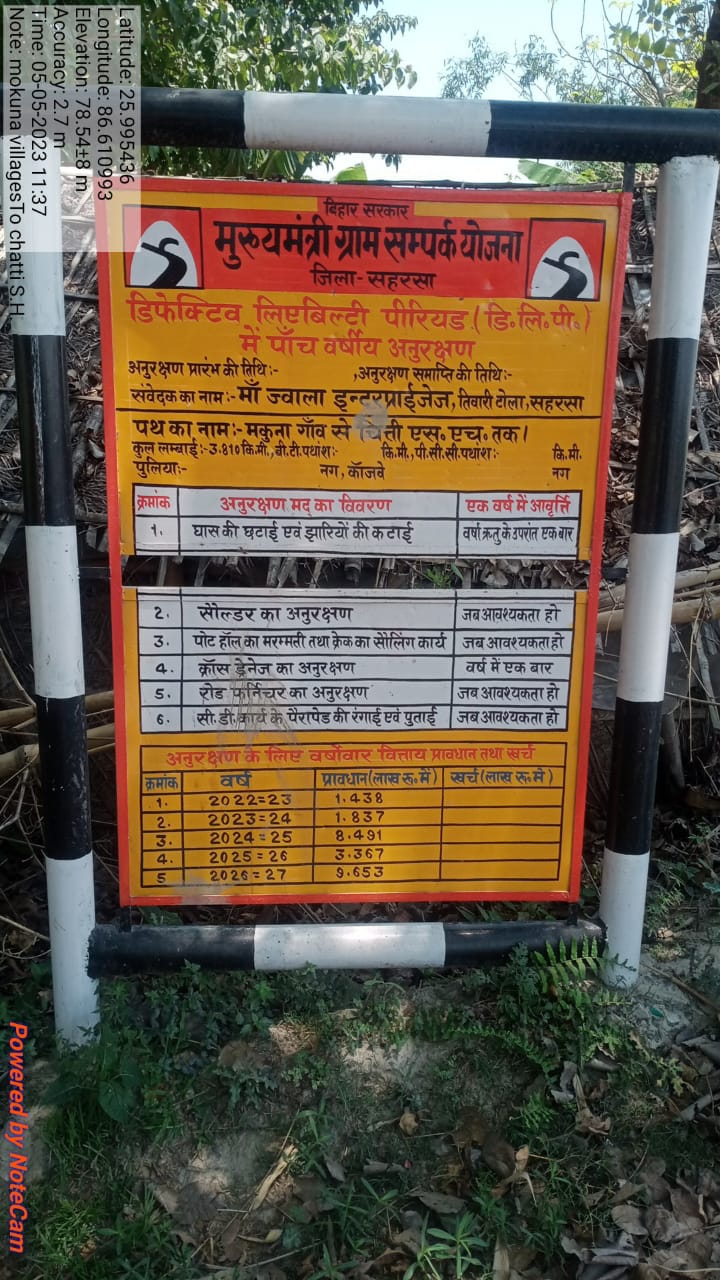 Latitude: 25.995436
Longitude: 86.610993
Elevation: 78.54±8 m
Accuracy: 2.7 m
Time: 05-05-2023 11:37
Note: mokuna villagesTo chatti S.H.
बिहार सरकार
मुख्यमंत्री ग्राम सम्पर्क योजना
जिला-सहरसा
डिफेक्टिव लिएबिल्टी पीरियड (डि.लि.पी.)
में पाँच वर्षीय अनुरक्षण
अनुरक्षण प्रारंभ की तिथि:- ,अनुरक्षण समाप्ति की तिथि:-
संवेदक का नाम:- माँ ज्वाला इन्टरप्राईजेज, तिवारी टोला, सहरसा
पथ का नाम:- मकुना गाँव से चित्ती एस. एच. तक।
कुल लम्बाई:-3.810 कि.मी., बी.टी. पथांश:- कि.मी., पी.सी.सी. पथांश:- कि.मी.
पुलिया:- नग, कॉजवे नग
क्रमांक अनुरक्षण मद का विवरण एक वर्ष में आवृत्ति
1. घास की छटाई एवं झारियों की कटाई वर्षा ऋतु के उपरांत एक बार
2. सोल्डर का अनुरक्षण जब आवश्यकता हो
3. पोट हॉल का मरम्मती तथा क्रेक का सीलिंग कार्य जब आवश्यकता हो
4. क्रॉस ड्रेनेज का अनुरक्षण वर्ष में एक बार
5. रोड फर्निचर का अनुरक्षण जब आवश्यकता हो
6. सी.डी. कार्य के पैरापेड की रंगाई एवं पुताई जब आवश्यकता हो
अनुरक्षण के लिए वर्षोवार वित्ताय प्रावधान तथा खर्च
क्रमांक वर्ष प्रावधान (लाख रू. में) खर्च (लाख रू. मे)
1. 2022=23 1.438
2. 2023=24 1.837
3. 2024=25 8.491
4. 2025=26 3.367
5 2026=27 9.653
Powered by NoteCam